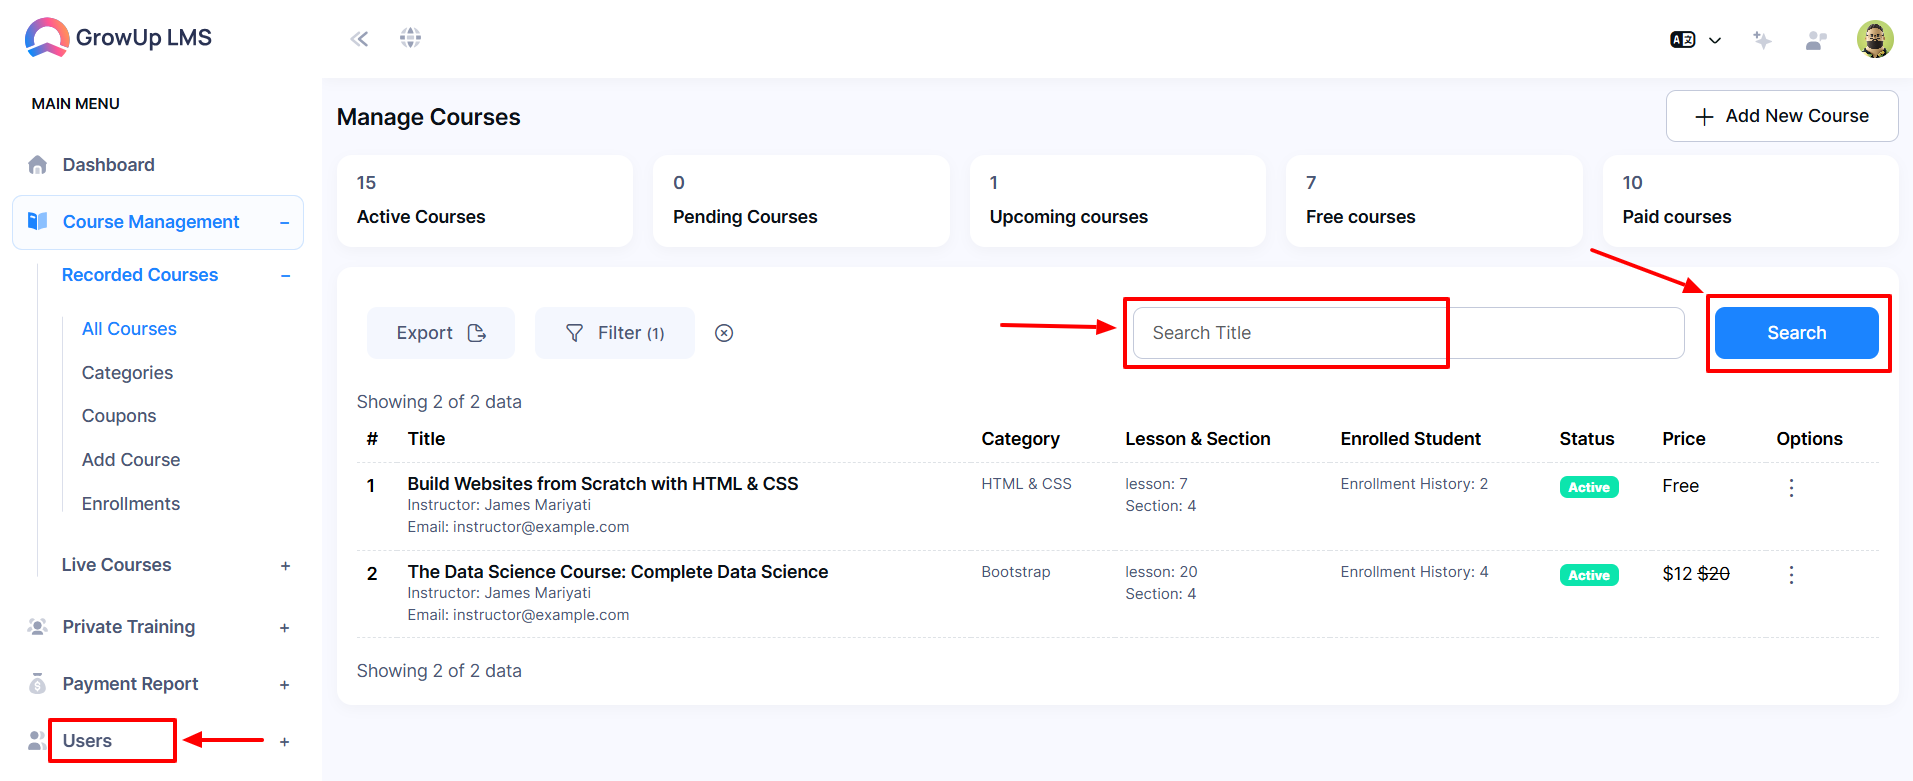 GrowUp LMS
MAIN MENU
Dashboard
Course Management
Recorded Courses
All Courses
Categories
Coupons
Add Course
Enrollments
Live Courses
Private Training
Payment Report
Users
Manage Courses
Add New Course
15
Active Courses
0
Pending Courses
1
Upcoming courses
7
Free courses
10
Paid courses
Export
Filter (1)
Search Title
Search
Showing 2 of 2 data
# Title Category Lesson & Section Enrolled Student Status Price Options
1 Build Websites from Scratch with HTML & CSS HTML & CSS lesson: 7 Enrollment History: 2 Active Free
Instructor: James Mariyati Section: 4
Email: instructor@example.com
2 The Data Science Course: Complete Data Science Bootstrap lesson: 20 Enrollment History: 4 Active $12 $20
Instructor: James Mariyati Section: 4
Email: instructor@example.com
Showing 2 of 2 data